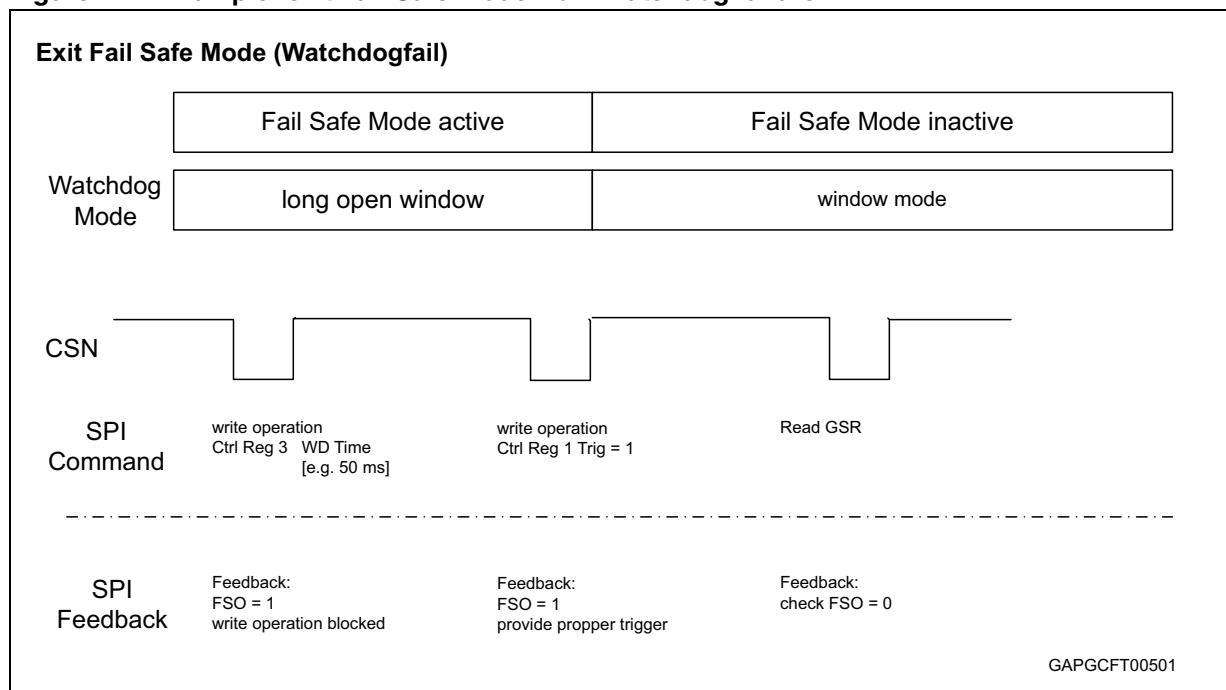 Exit Fail Safe Mode (Watchdogfail)
Fail Safe Mode active
Fail Safe Mode inactive
Watchdog
Mode
long open window
window mode
CSN
SPI
Command
write operation
Ctrl Reg 3 WD Time
[e.g. 50 ms]
write operation
Ctrl Reg 1 Trig = 1
Read GSR
SPI
Feedback
Feedback:
FSO = 1
write operation blocked
Feedback:
FSO = 1
provide propper trigger
Feedback:
check FSO = 0
GAPGCFT00501